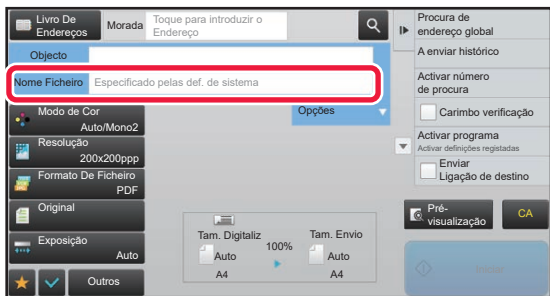 Livro De
Endereços
Morada
Toque para introduzir o
Endereço
Objecto
Nome Ficheiro
Especificado pelas def. de sistema
Modo de Cor
Auto/Mono2
Resolução
200x200ppp
Formato De Ficheiro
PDF
Original
Exposição
Auto
Outros
Opções
Tam. Digitaliz
100%
Tam. Envio
Auto
A4
Auto
A4
Procura de
endereço global
A enviar histórico
Activar número
de procura
Carimbo verificação
Activar programa
Activar definições registadas
Enviar
Ligação de destino
Pré-
visualização
CA
Iniciar